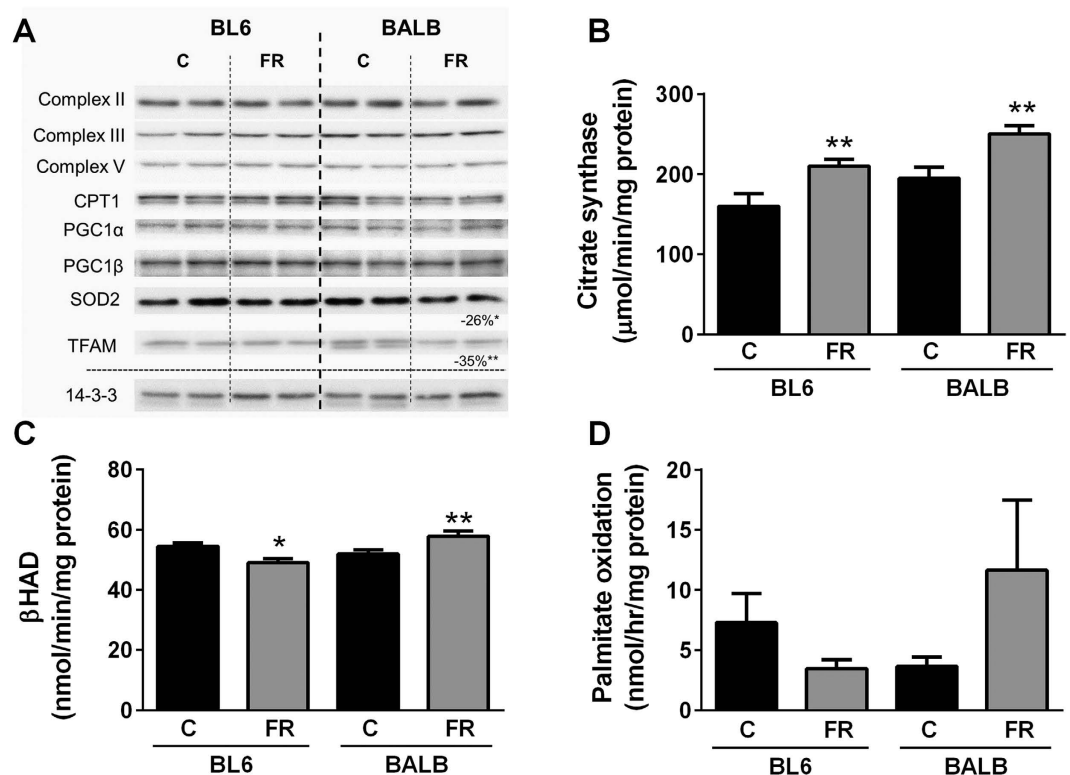 A
BL6 BALB
C FR C FR
Complex II
Complex III
Complex V
CPT1
PGC1α
PGC1β
SOD2
-26%*
TFAM
-35%**
14-3-3
B
Citrate synthase
(μmol/min/mg protein)
300
200
100
0
**
**
C FR C FR
BL6 BALB
C
βHAD
(nmol/min/mg protein)
80
60
40
20
0
*
**
C FR C FR
BL6 BALB
D
Palmitate oxidation
(nmol/hr/mg protein)
20
15
10
5
0
C FR C FR
BL6 BALB